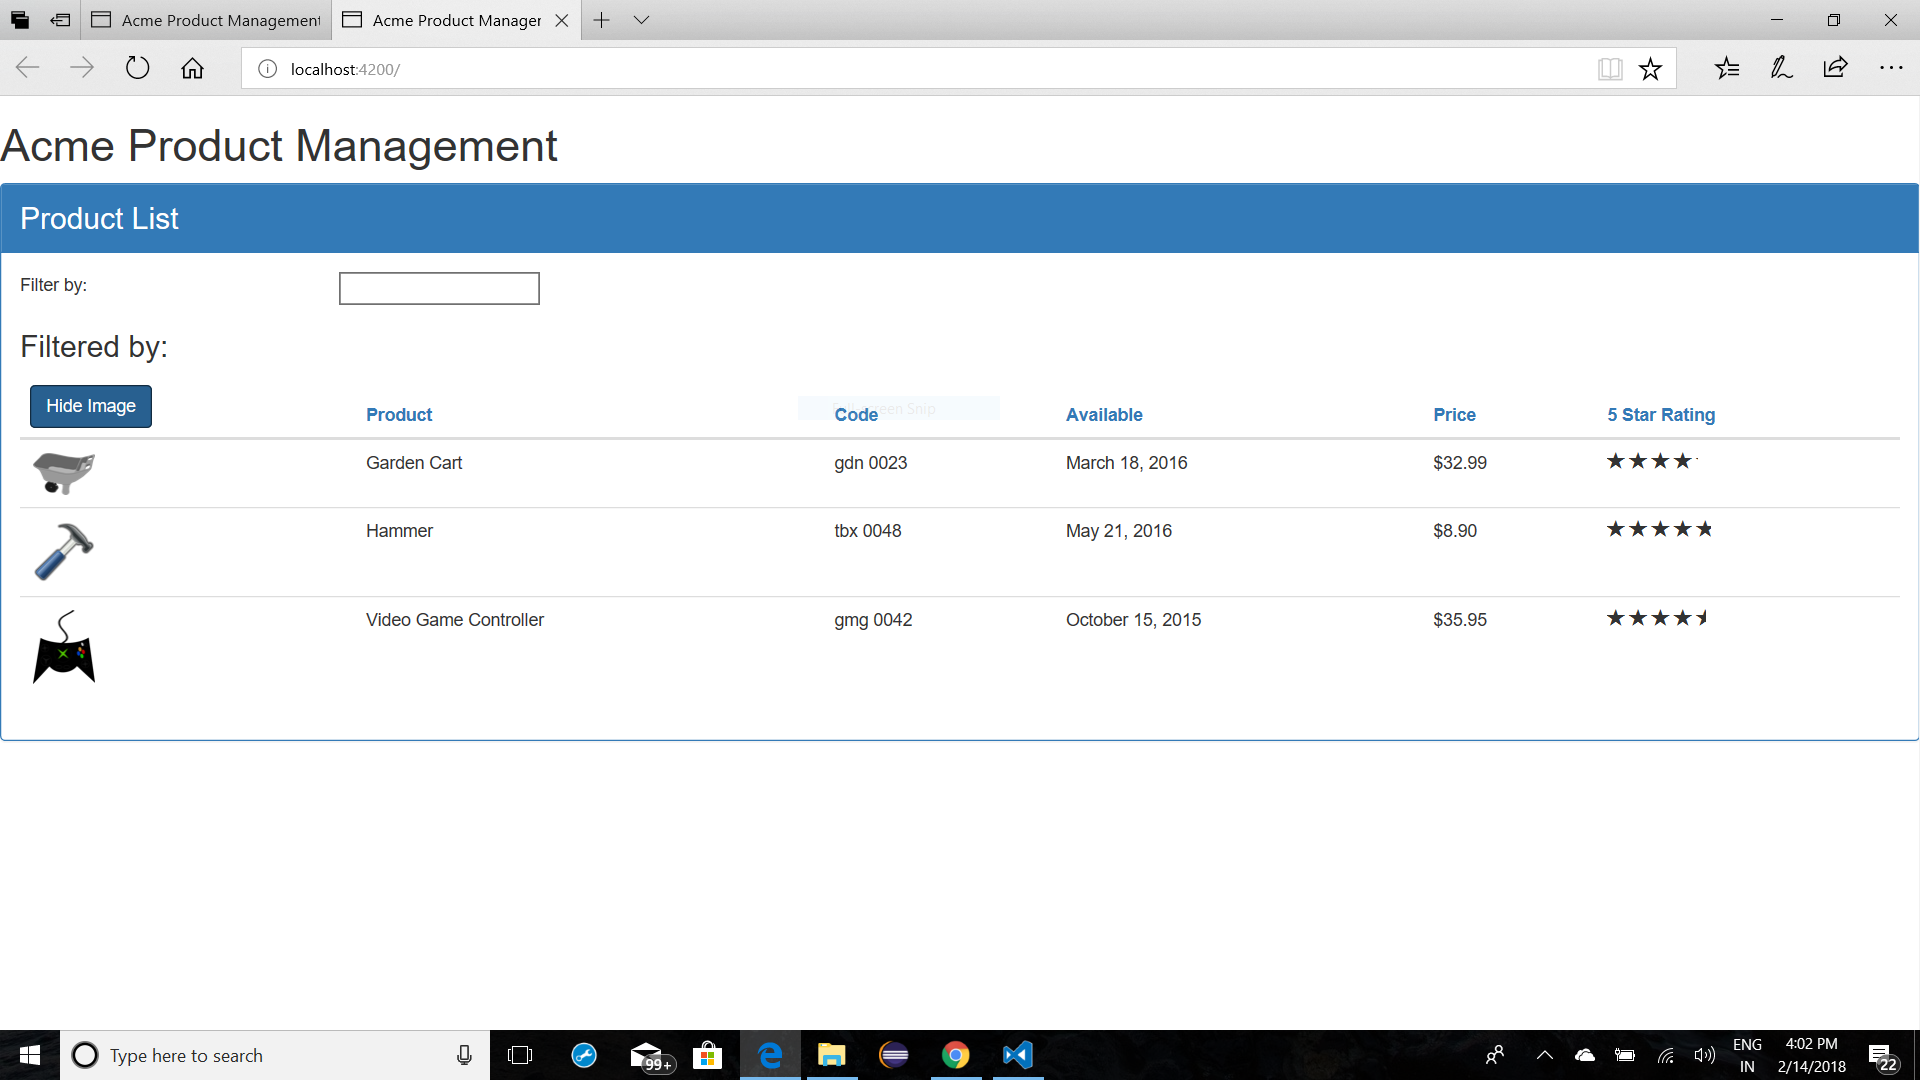 Acme Product Management
Acme Product Manager
localhost:4200/
Acme Product Management
Product List
Filter by:
Filtered by:
Hide Image Product Code Available Price 5 Star Rating
Garden Cart gdn 0023 March 18, 2016 $32.99
Hammer tbx 0048 May 21, 2016 $8.90
Video Game Controller gmg 0042 October 15, 2015 $35.95
Type here to search
99+
ENG
IN
4:02 PM
2/14/2018
22